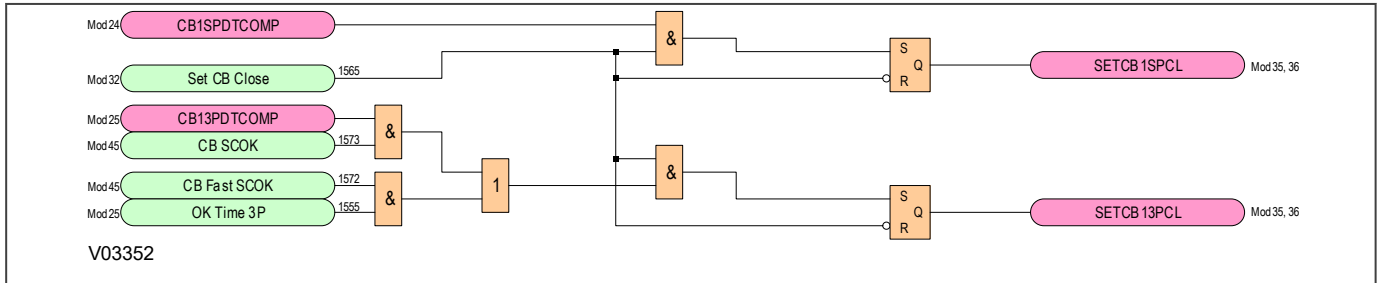 Mod 24 CB1SPDTCOMP
&
S
Q
R
SETCB1SPCL Mod 35, 36
Mod 32 Set CB Close 1565
Mod 25 CB13PDTCOMP
&
Mod 45 CB SCOK 1573
1
&
Mod 45 CB Fast SCOK 1572
&
Mod 25 OK Time 3P 1555
S
Q
R
SETCB13PCL Mod 35, 36
V03352